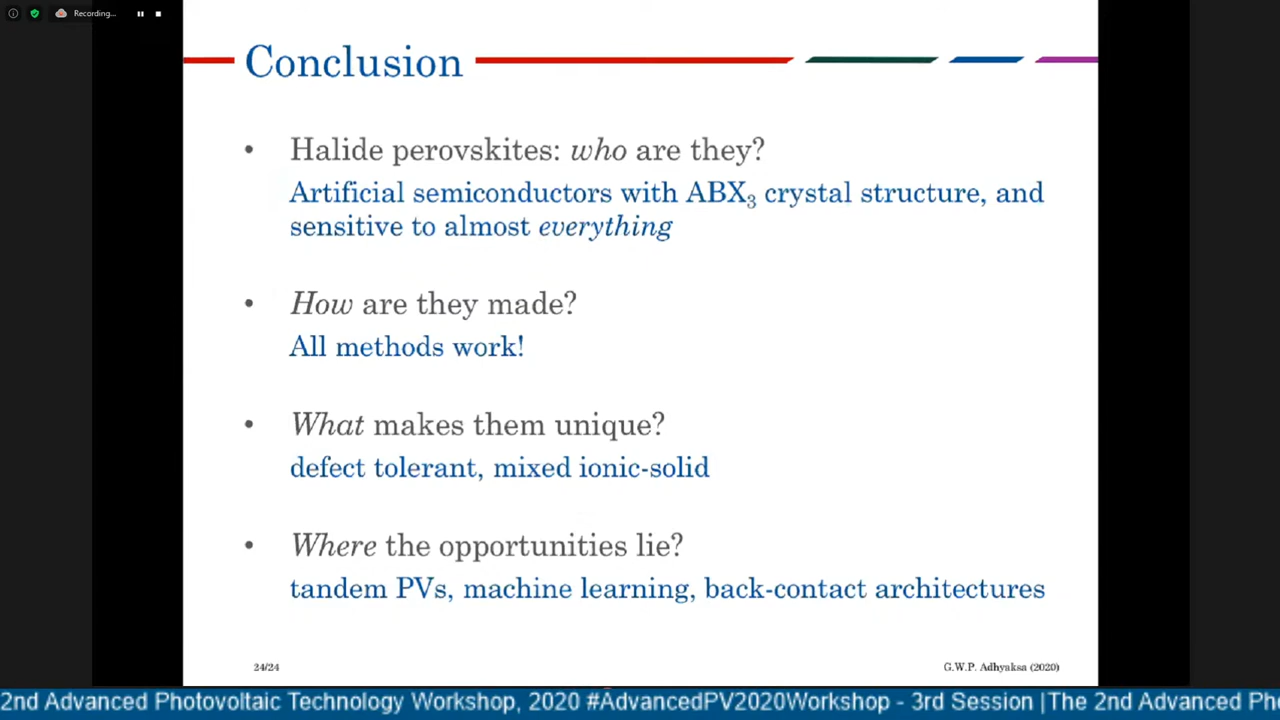 Recording...
Conclusion
• Halide perovskites: who are they?
Artificial semiconductors with ABX₃ crystal structure, and
sensitive to almost everything
• How are they made?
All methods work!
• What makes them unique?
defect tolerant, mixed ionic-solid
• Where the opportunities lie?
tandem PVs, machine learning, back-contact architectures
24/24
G.W.P. Adhyaksa (2020)
2nd Advanced Photovoltaic Technology Workshop, 2020 #AdvancedPV2020Workshop - 3rd Session |The 2nd Advanced Ph